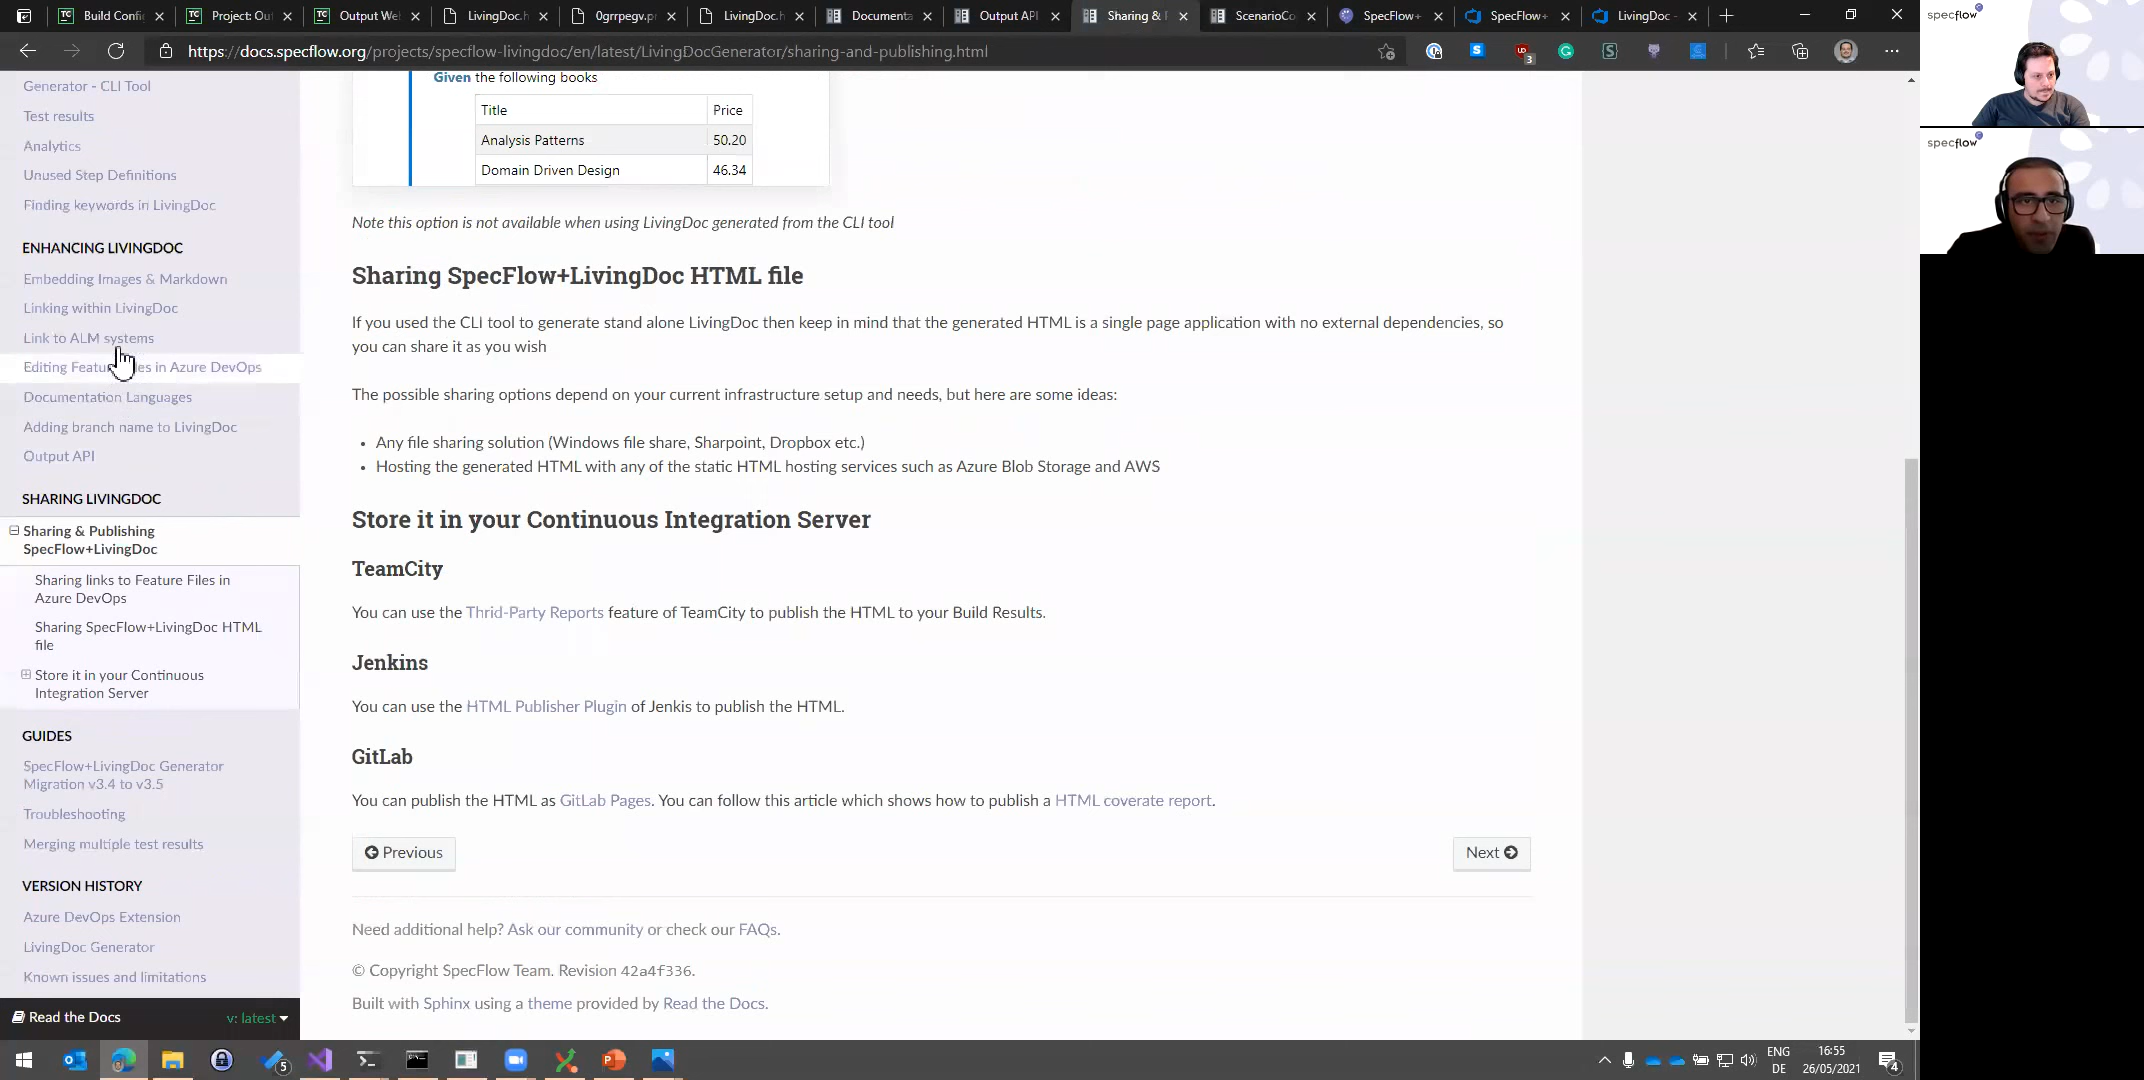 Build Confi
Project: Ou
Output We
LivingDoc.h
0grrpegv.p
LivingDoc.h
Documenta
Output API
Sharing &
ScenarioCo
SpecFlow+
SpecFlow+
LivingDoc -
https://docs.specflow.org/projects/specflow-livingdoc/en/latest/LivingDocGenerator/sharing-and-publishing.html
3
specflow
specflow
Generator - CLI Tool
Test results
Analytics
Unused Step Definitions
Finding keywords in LivingDoc
ENHANCING LIVINGDOC
Embedding Images & Markdown
Linking within LivingDoc
Link to ALM systems
Editing Featu les in Azure DevOps
Documentation Languages
Adding branch name to LivingDoc
Output API
SHARING LIVINGDOC
Sharing & Publishing
SpecFlow+LivingDoc
Sharing links to Feature Files in
Azure DevOps
Sharing SpecFlow+LivingDoc HTML
file
Store it in your Continuous
Integration Server
GUIDES
SpecFlow+LivingDoc Generator
Migration v3.4 to v3.5
Troubleshooting
Merging multiple test results
VERSION HISTORY
Azure DevOps Extension
LivingDoc Generator
Known issues and limitations
Read the Docs
v: latest
Given the following books
Title Price
Analysis Patterns 50.20
Domain Driven Design 46.34
Note this option is not available when using LivingDoc generated from the CLI tool
Sharing SpecFlow+LivingDoc HTML file
If you used the CLI tool to generate stand alone LivingDoc then keep in mind that the generated HTML is a single page application with no external dependencies, so
you can share it as you wish
The possible sharing options depend on your current infrastructure setup and needs, but here are some ideas:
• Any file sharing solution (Windows file share, Sharpoint, Dropbox etc.)
• Hosting the generated HTML with any of the static HTML hosting services such as Azure Blob Storage and AWS
Store it in your Continuous Integration Server
TeamCity
You can use the Thrid-Party Reports feature of TeamCity to publish the HTML to your Build Results.
Jenkins
You can use the HTML Publisher Plugin of Jenkis to publish the HTML.
GitLab
You can publish the HTML as GitLab Pages. You can follow this article which shows how to publish a HTML coverate report.
Previous
Next
Need additional help? Ask our community or check our FAQs.
© Copyright SpecFlow Team. Revision 42a4f336.
Built with Sphinx using a theme provided by Read the Docs.
5
ENG
DE
16:55
26/05/2021
4